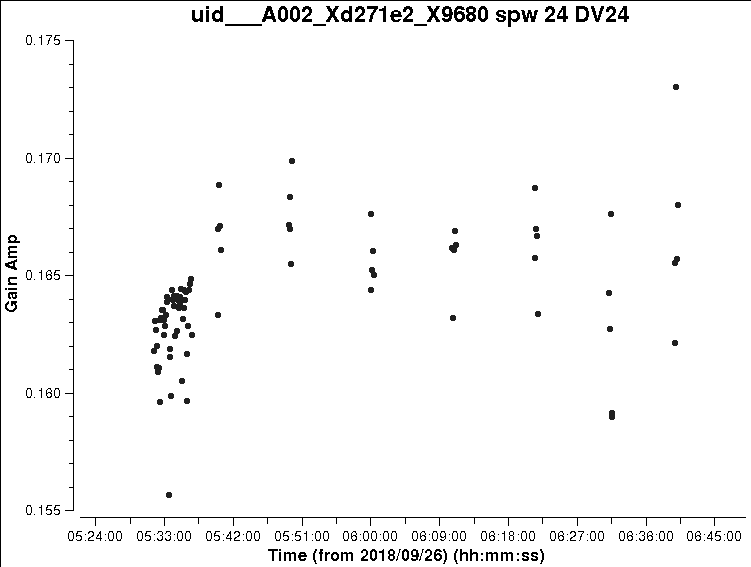 uid___A002_Xd271e2_X9680 spw 24 DV24
0.175
0.170
0.165
0.160
0.155
Gain Amp
05:24:00 05:33:00 05:42:00 05:51:00 06:00:00 06:09:00 06:18:00 06:27:00 06:36:00 06:45:00
Time (from 2018/09/26) (hh:mm:ss)